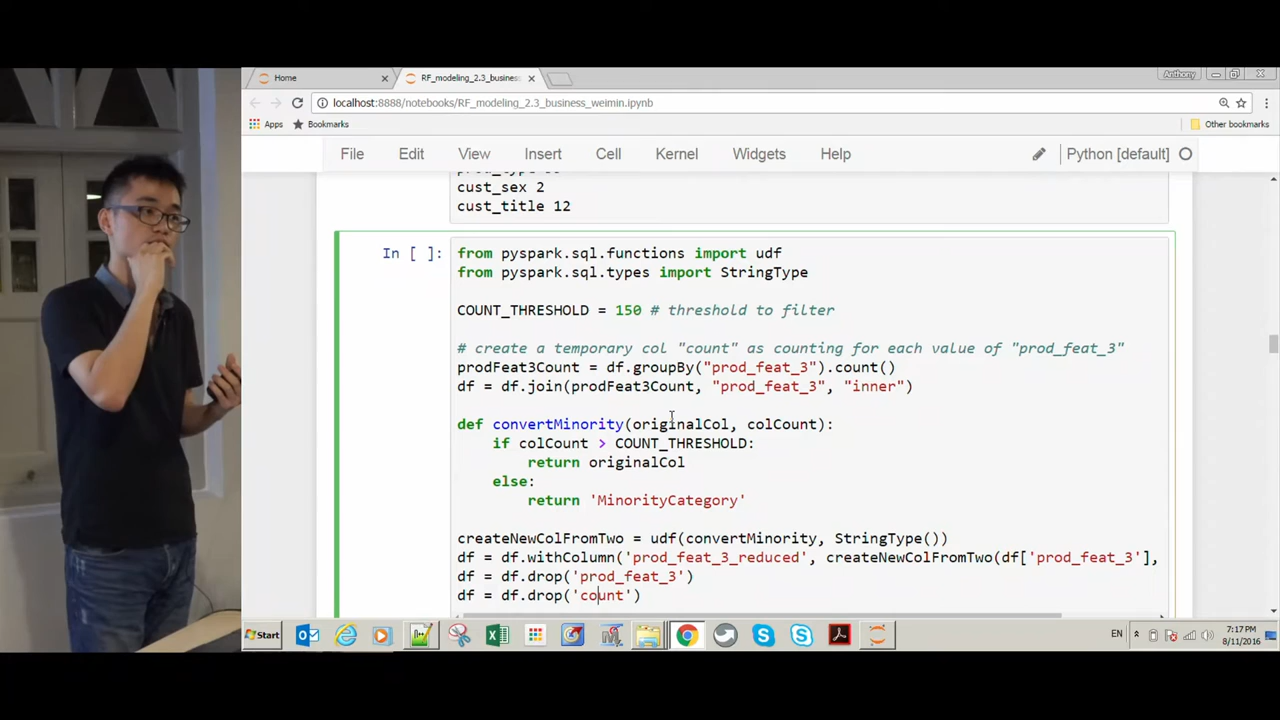 Home
RF_modeling_2.3_business_
Anthony
localhost:8888/notebooks/RF_modeling_2.3_business_weimin.ipynb
Apps Bookmarks Other bookmarks
File Edit View Insert Cell Kernel Widgets Help Python [default]
cust_sex 2
cust_title 12
In [ ]: from pyspark.sql.functions import udf
from pyspark.sql.types import StringType
COUNT_THRESHOLD = 150 # threshold to filter
# create a temporary col "count" as counting for each value of "prod_feat_3"
prodFeat3Count = df.groupBy("prod_feat_3").count()
df = df.join(prodFeat3Count, "prod_feat_3", "inner")
def convertMinority(originalCol, colCount):
if colCount > COUNT_THRESHOLD:
return originalCol
else:
return 'MinorityCategory'
createNewColFromTwo = udf(convertMinority, StringType())
df = df.withColumn('prod_feat_3_reduced', createNewColFromTwo(df['prod_feat_3'],
df = df.drop('prod_feat_3')
df = df.drop('count')
Start
EN
7:17 PM
8/11/2016